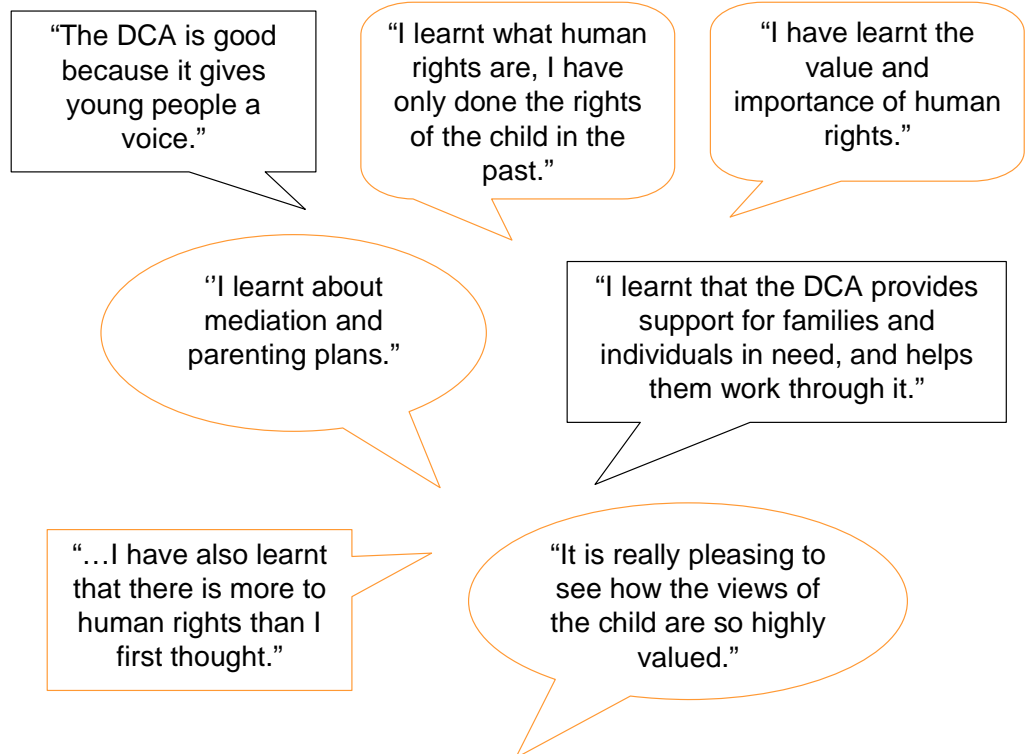 “The DCA is good
because it gives
young people a
voice.”
“I learnt what human
rights are, I have
only done the rights
of the child in the
past.”
“I have learnt the
value and
importance of human
rights.”
‘’I learnt about
mediation and
parenting plans.”
“I learnt that the DCA provides
support for families and
individuals in need, and helps
them work through it.”
“…I have also learnt
that there is more to
human rights than I
first thought.”
“It is really pleasing to
see how the views of
the child are so highly
valued.”